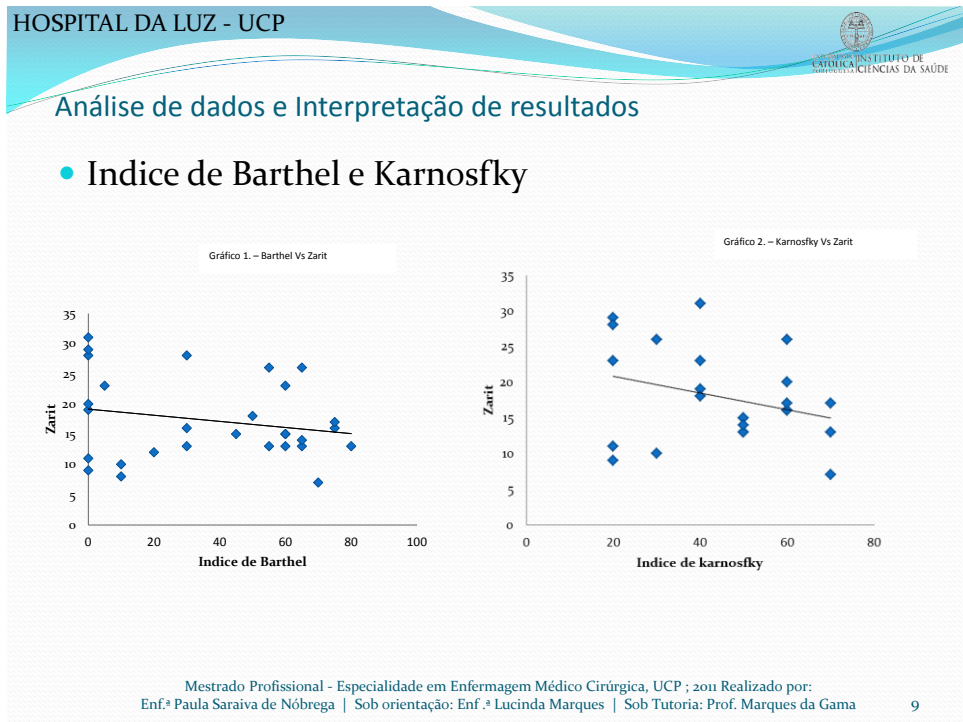 HOSPITAL DA LUZ - UCP
CATÓLICA INSTITUTO DE
PORTUGUESA CIÊNCIAS DA SAÚDE
Análise de dados e Interpretação de resultados
• Indice de Barthel e Karnosfky
Gráfico 1. – Barthel Vs Zarit
35
30
25
20
15
10
5
0
Zarit
0 20 40 60 80 100
Indice de Barthel
Gráfico 2. – Karnosfky Vs Zarit
35
30
25
20
15
10
5
0
Zarit
0 20 40 60 80
Indice de karnosfky
Mestrado Profissional - Especialidade em Enfermagem Médico Cirúrgica, UCP ; 2011 Realizado por:
Enf.ª Paula Saraiva de Nóbrega | Sob orientação: Enf .ª Lucinda Marques | Sob Tutoria: Prof. Marques da Gama
9